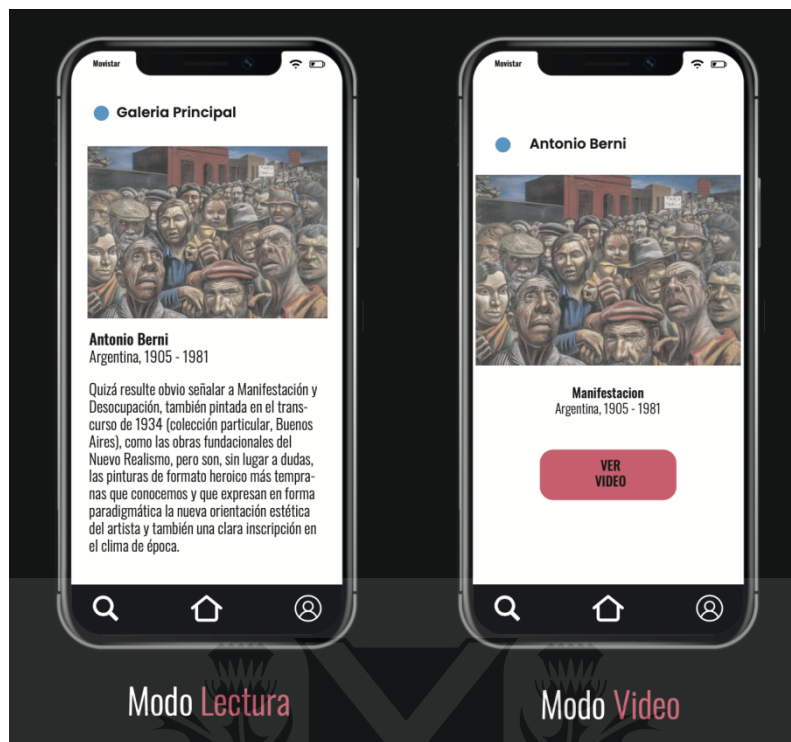 Movistar
Galeria Principal
Antonio Berni
Argentina, 1905 - 1981
Quizá resulte obvio señalar a Manifestación y
Desocupación, también pintada en el trans-
curso de 1934 (colección particular, Buenos
Aires), como las obras fundacionales del
Nuevo Realismo, pero son, sin lugar a dudas,
las pinturas de formato heroico más tempra-
nas que conocemos y que expresan en forma
paradigmática la nueva orientación estética
del artista y también una clara inscripción en
el clima de época.
Modo Lectura
Movistar
Antonio Berni
Manifestacion
Argentina, 1905 - 1981
VER
VIDEO
Modo Video